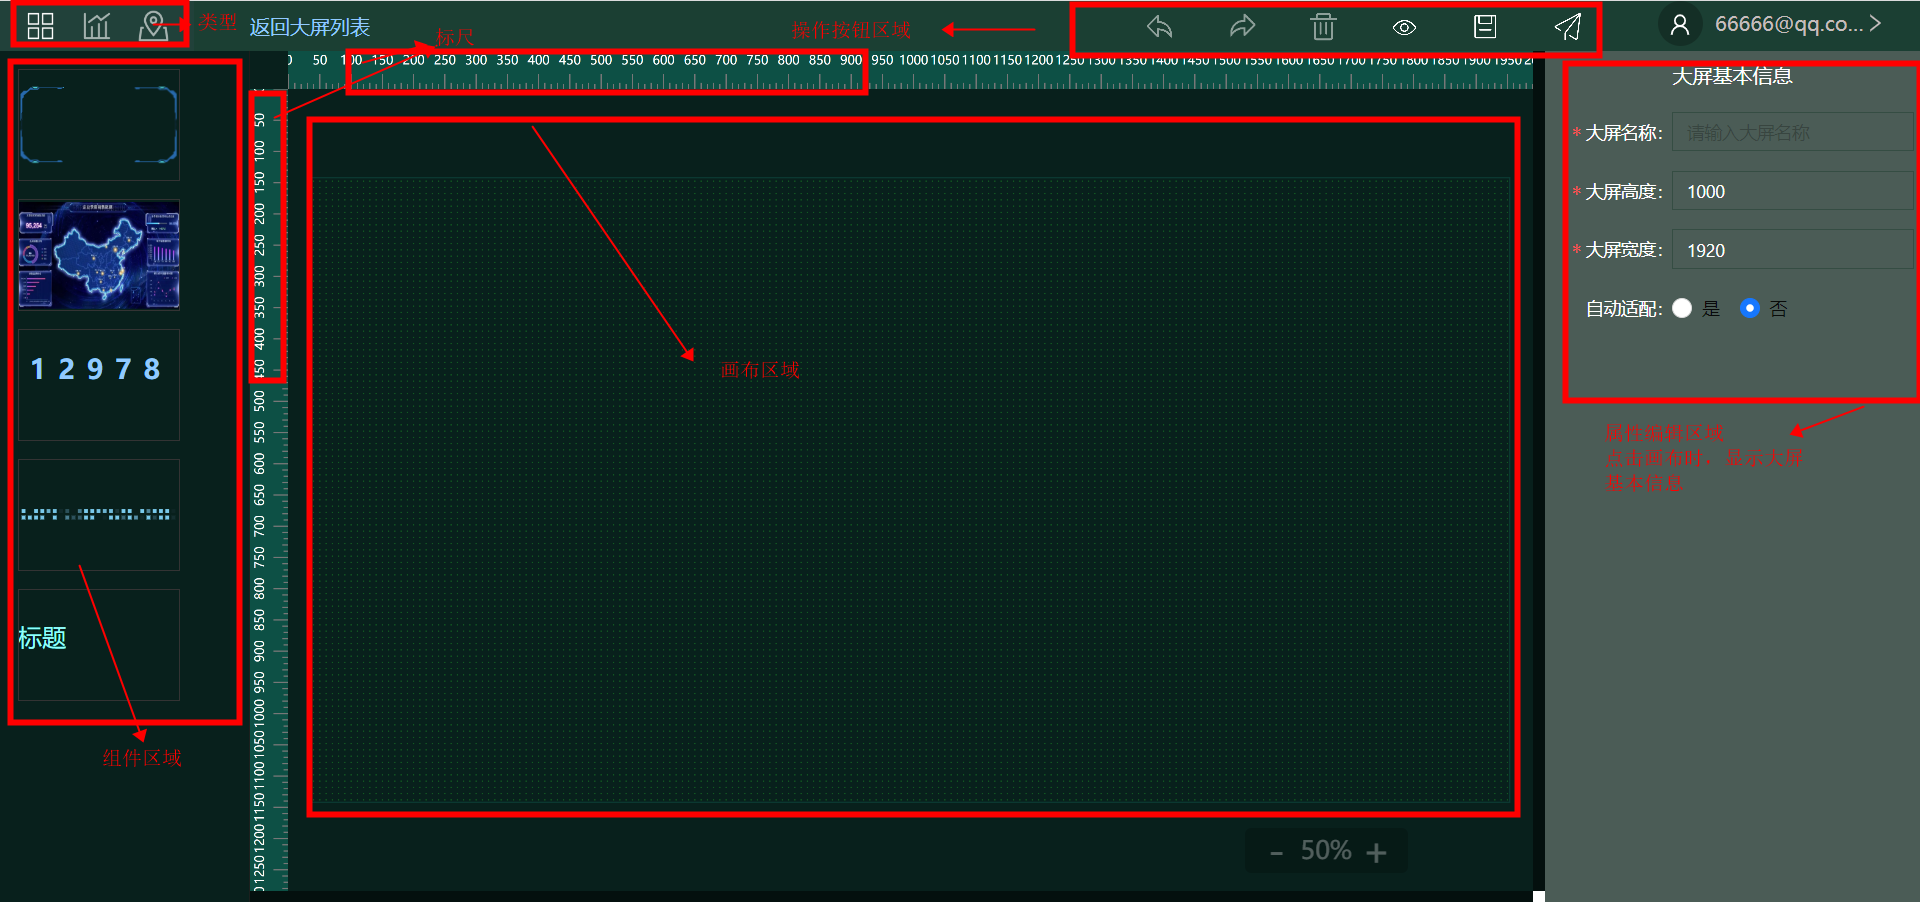 类型
返回大屏列表
标尺
操作按钮区域
66666@qq.co...
0 50 100 150 200 250 300 350 400 450 500 550 600 650 700 750 800 850 900 950 1000 1050 1100 1150 1200 1250 1300 1350 1400 1450 1500 1550 1600 1650 1700 1750 1800 1850 1900 1950
50
100
150
200
250
300
350
400
450
500
550
600
650
700
750
800
850
900
950
1000
1050
1100
1150
1200
1250
1 2 9 7 8
标题
组件区域
画布区域
- 50% +
大屏基本信息
* 大屏名称: 请输入大屏名称
* 大屏高度: 1000
* 大屏宽度: 1920
自动适配: 是 否
属性编辑区域
点击画布时，显示大屏
基本信息